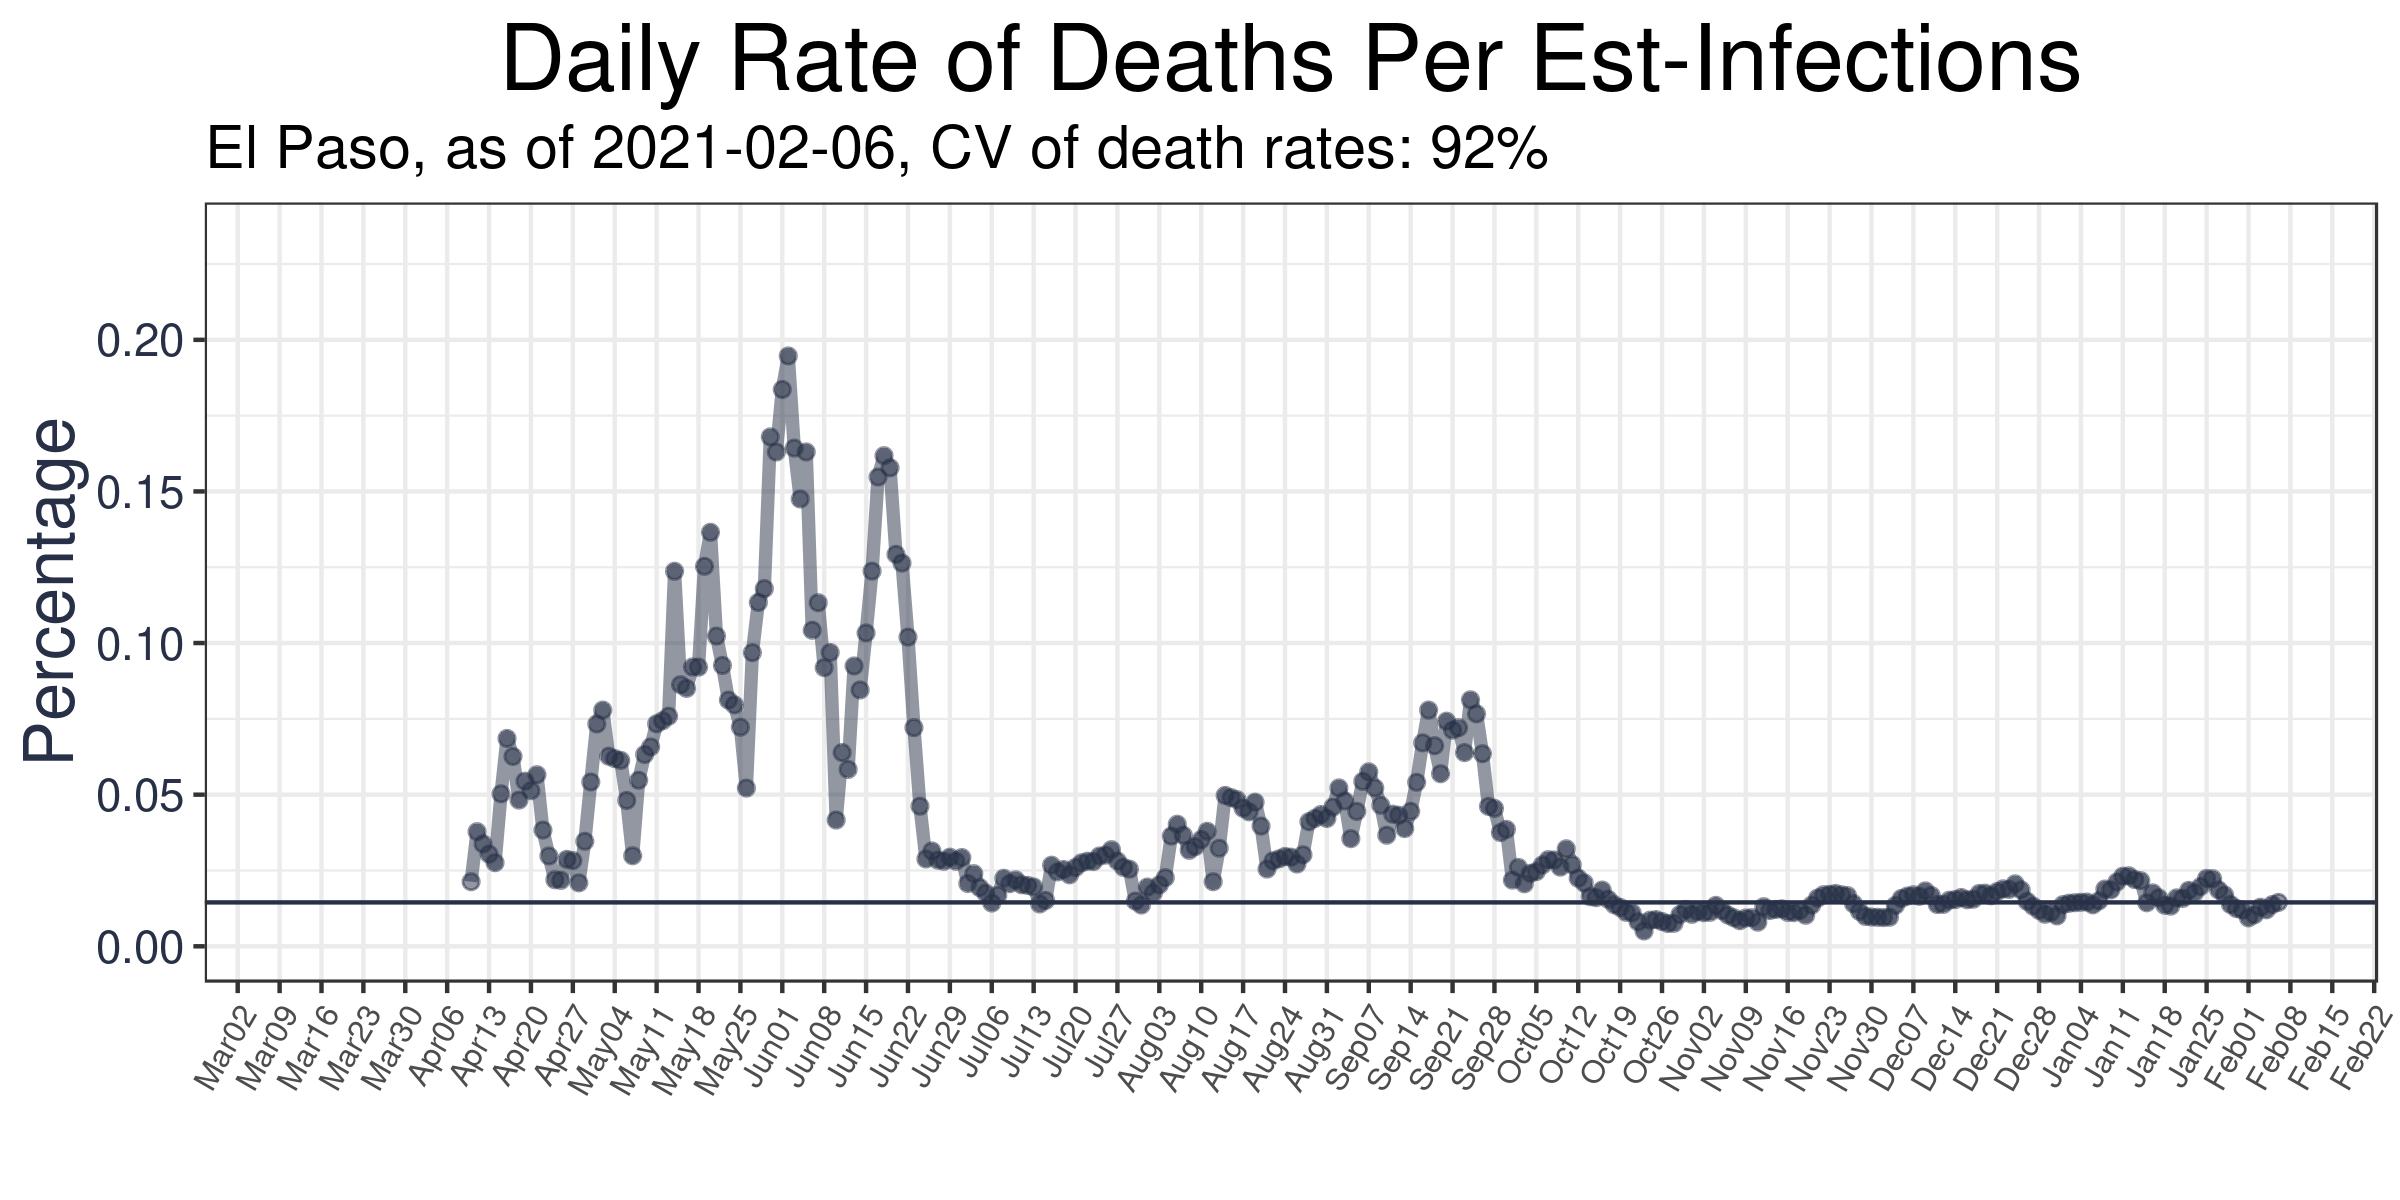 Daily Rate of Deaths Per Est-Infections
El Paso, as of 2021-02-06, CV of death rates: 92%
Percentage
0.20
0.15
0.10
0.05
0.00
Mar02
Mar09
Mar16
Mar23
Mar30
Apr06
Apr13
Apr20
Apr27
May04
May11
May18
May25
Jun01
Jun08
Jun15
Jun22
Jun29
Jul06
Jul13
Jul20
Jul27
Aug03
Aug10
Aug17
Aug24
Aug31
Sep07
Sep14
Sep21
Sep28
Oct05
Oct12
Oct19
Oct26
Nov02
Nov09
Nov16
Nov23
Nov30
Dec07
Dec14
Dec21
Dec28
Jan04
Jan11
Jan18
Jan25
Feb01
Feb08
Feb15
Feb22